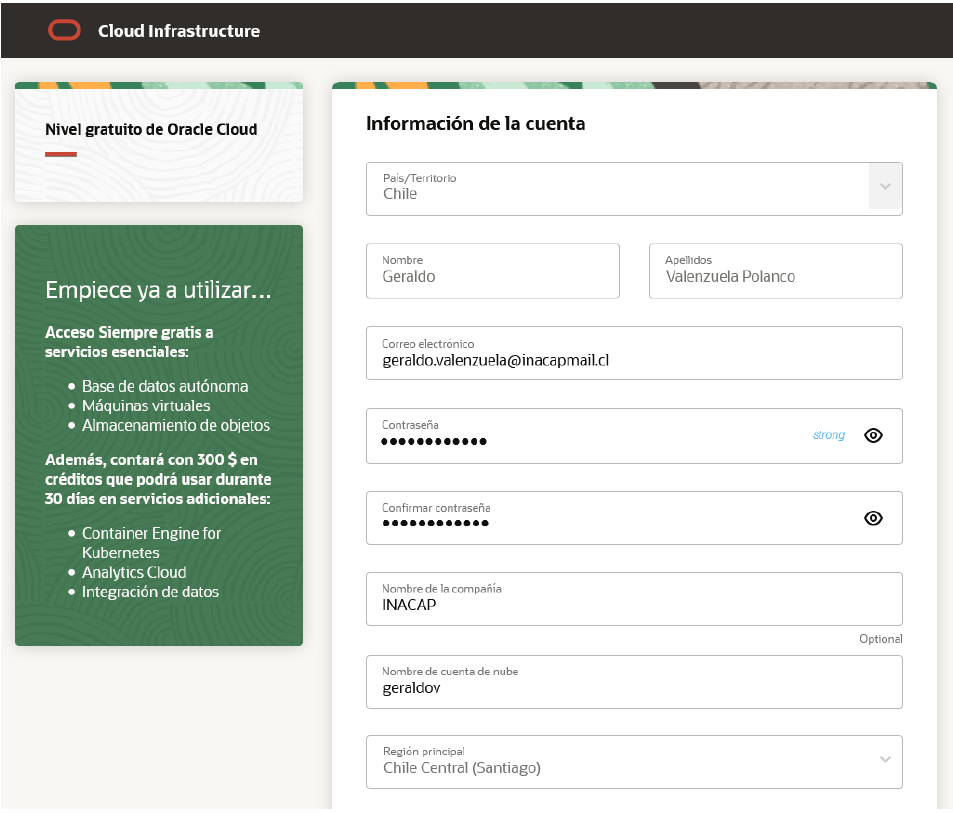 Cloud Infrastructure
Nivel gratuito de Oracle Cloud
Empiece ya a utilizar...
Acceso Siempre gratis a
servicios esenciales:
• Base de datos autónoma
• Máquinas virtuales
• Almacenamiento de objetos
Además, contará con 300 $ en
créditos que podrá usar durante
30 días en servicios adicionales:
• Container Engine for
Kubernetes
• Analytics Cloud
• Integración de datos
Información de la cuenta
País/Territorio
Chile
Nombre
Geraldo
Apellidos
Valenzuela Polanco
Correo electrónico
geraldo.valenzuela@inacapmail.cl
Contraseña
●●●●●●●●●●●●
strong
Confirmar contraseña
●●●●●●●●●●●●
Nombre de la compañía
INACAP
Optional
Nombre de cuenta de nube
geraldov
Región principal
Chile Central (Santiago)